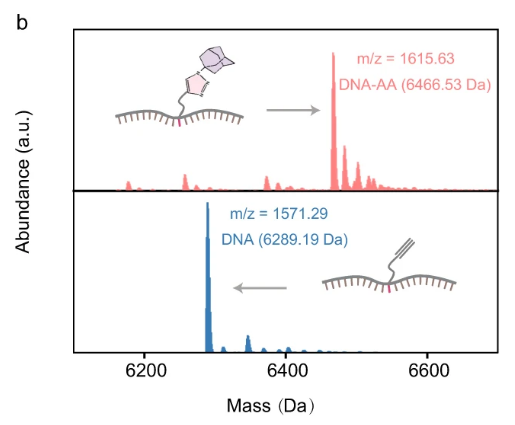 b
m/z = 1615.63
DNA-AA (6466.53 Da)
m/z = 1571.29
DNA (6289.19 Da)
Abundance (a.u.)
6200 6400 6600
Mass (Da)